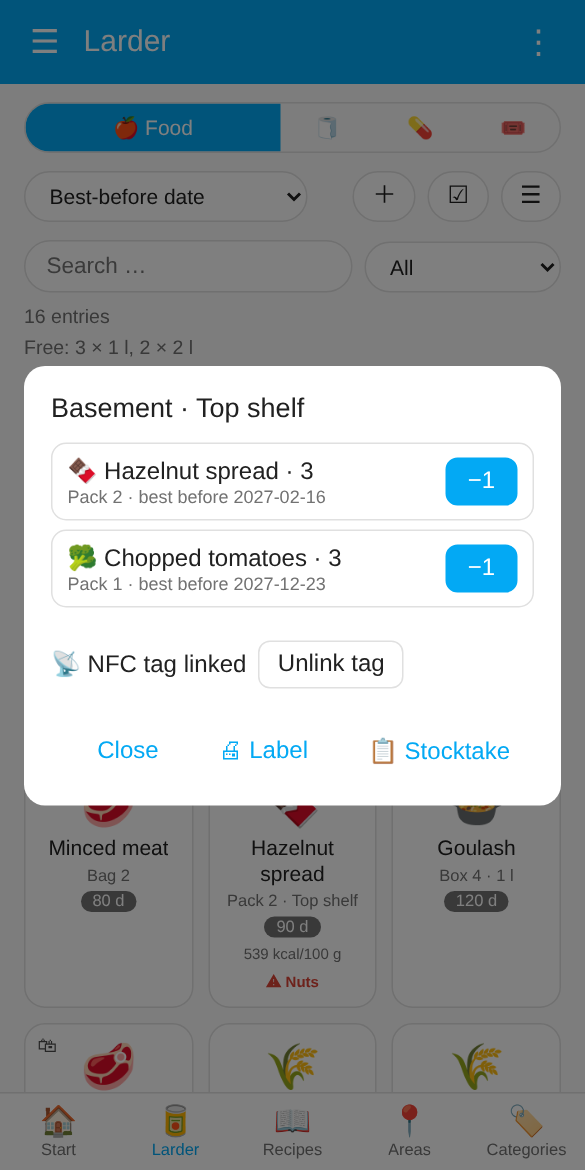 Larder
Food
Best-before date
Search …
All
16 entries
Free: 3 × 1 l, 2 × 2 l
Basement · Top shelf
Hazelnut spread · 3
Pack 2 · best before 2027-02-16
−1
Chopped tomatoes · 3
Pack 1 · best before 2027-12-23
−1
NFC tag linked
Unlink tag
Close
Label
Stocktake
Minced meat
Bag 2
80 d
Hazelnut
spread
Pack 2 · Top shelf
90 d
539 kcal/100 g
Nuts
Goulash
Box 4 · 1 l
120 d
Start
Larder
Recipes
Areas
Categories